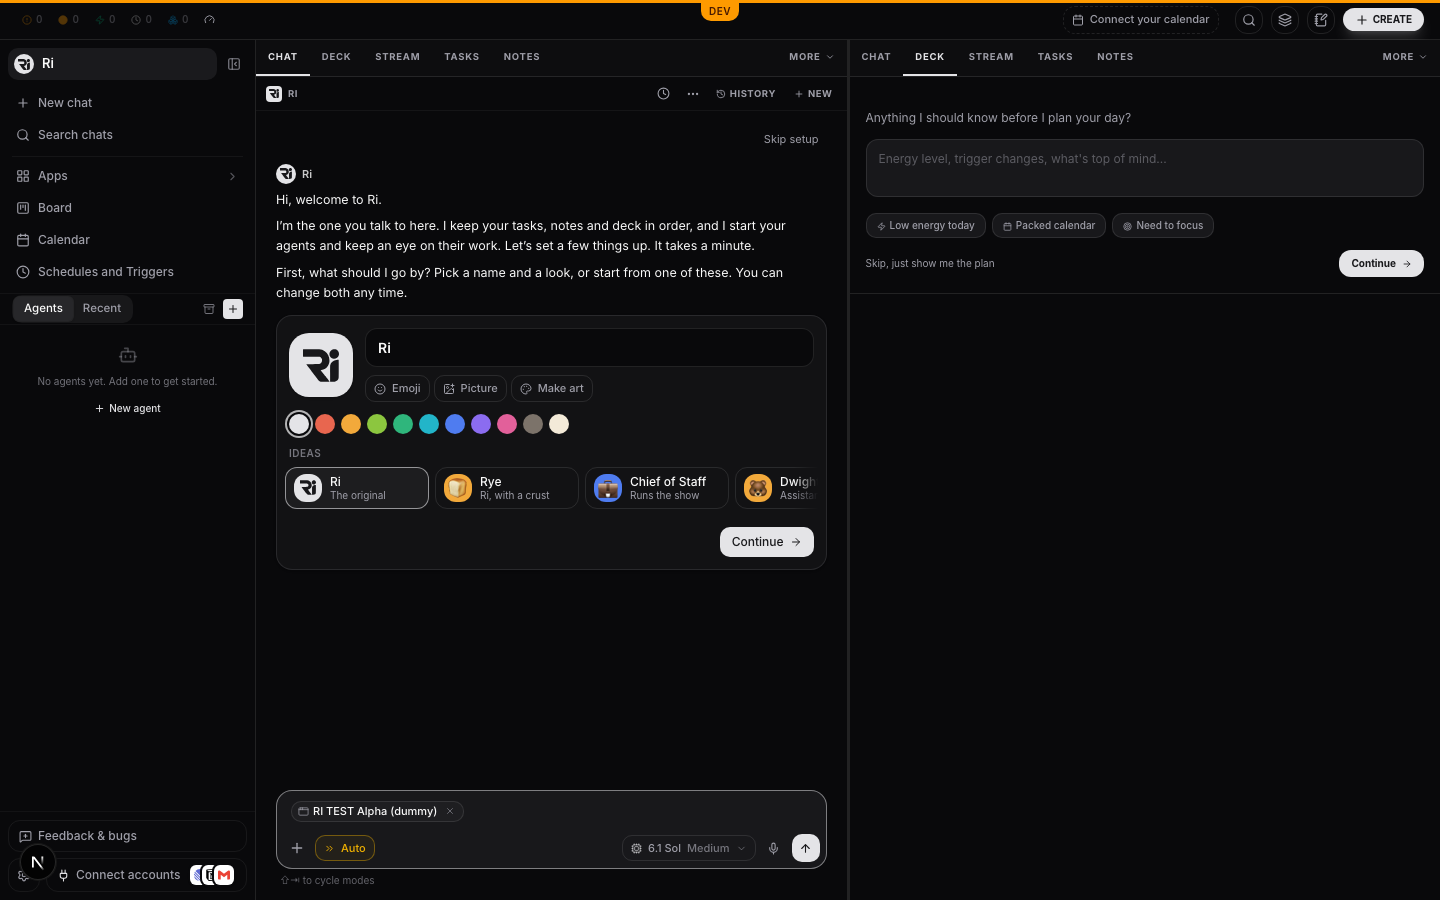 0 0 0 0 0
DEV
Connect your calendar
CREATE
Ri
New chat
Search chats
Apps
Board
Calendar
Schedules and Triggers
Agents Recent
No agents yet. Add one to get started.
New agent
Feedback & bugs
N
Connect accounts
CHAT DECK STREAM TASKS NOTES MORE
RI HISTORY NEW
Skip setup
Ri
Hi, welcome to Ri.
I’m the one you talk to here. I keep your tasks, notes and deck in order, and I start your
agents and keep an eye on their work. Let’s set a few things up. It takes a minute.
First, what should I go by? Pick a name and a look, or start from one of these. You can
change both any time.
Ri
Ri
Emoji Picture Make art
IDEAS
Ri
The original
Rye
Ri, with a crust
Chief of Staff
Runs the show
Continue
RI TEST Alpha (dummy)
Auto
6.1 Sol Medium
to cycle modes
CHAT DECK STREAM TASKS NOTES MORE
Anything I should know before I plan your day?
Energy level, trigger changes, what's top of mind...
Low energy today Packed calendar Need to focus
Skip, just show me the plan
Continue